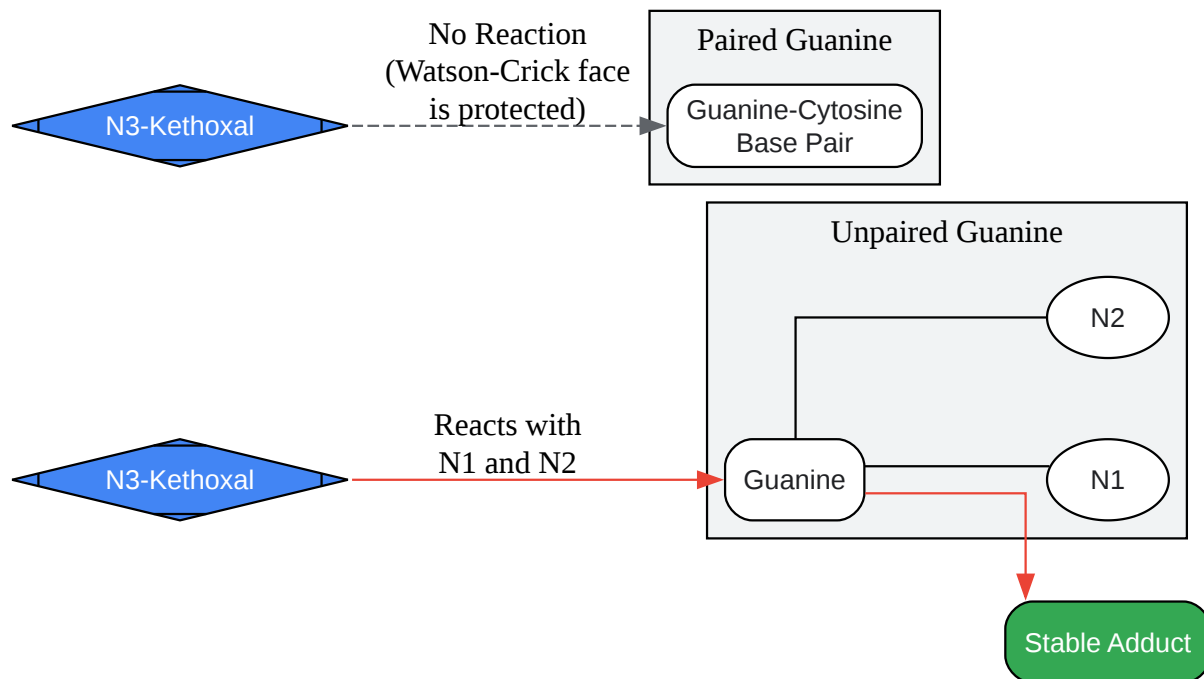 No Reaction
(Watson-Crick face
is protected)
Paired Guanine
N3-Kethoxal
Guanine-Cytosine
Base Pair
Unpaired Guanine
N2
Reacts with
N1 and N2
N3-Kethoxal
Guanine
N1
Stable Adduct